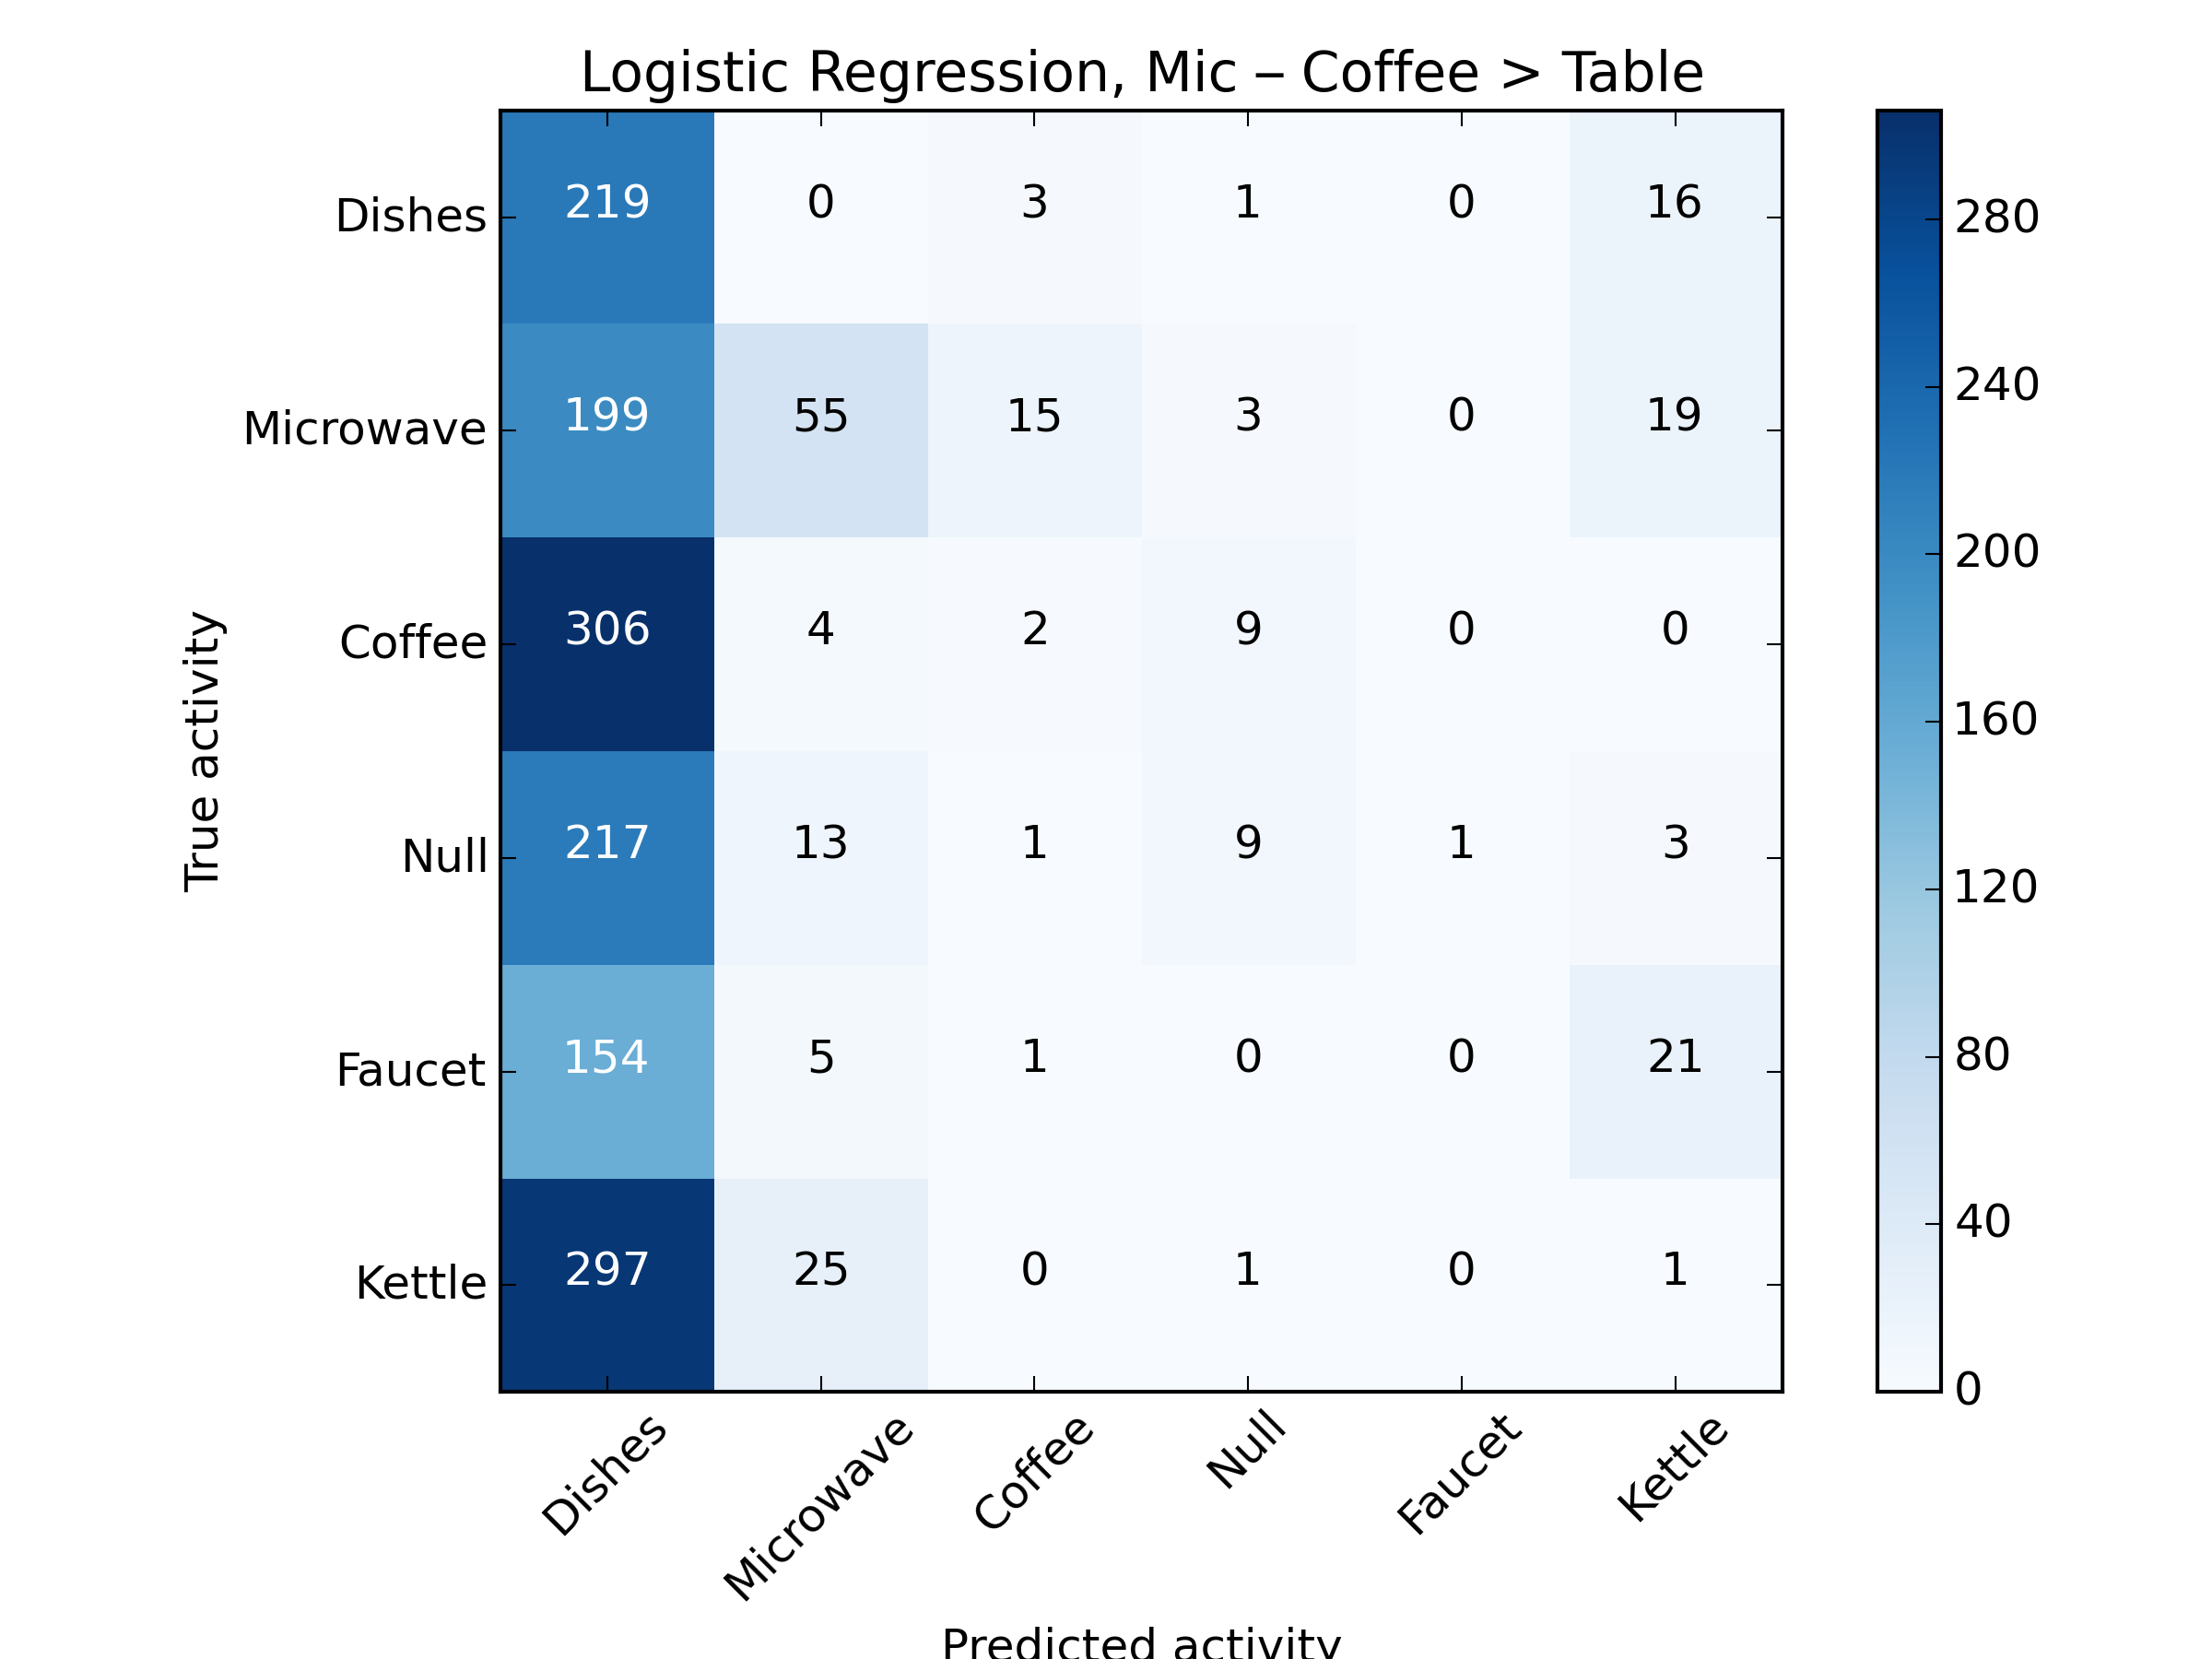 Logistic Regression, Mic – Coffee > Table
Dishes 219 0 3 1 0 16
Microwave 199 55 15 3 0 19
Coffee 306 4 2 9 0 0
Null 217 13 1 9 1 3
Faucet 154 5 1 0 0 21
Kettle 297 25 0 1 0 1
True activity
Dishes Microwave Coffee Null Faucet Kettle
Predicted activity
280
240
200
160
120
80
40
0